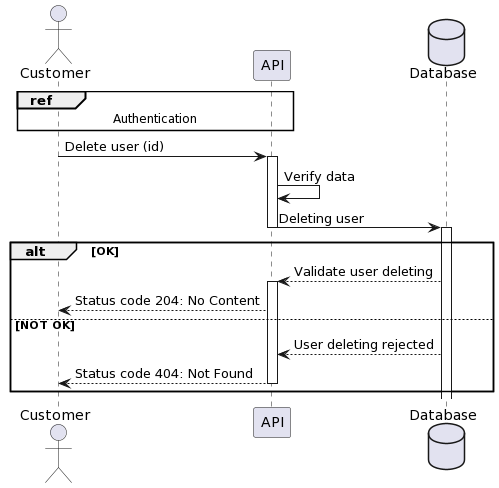 Customer
API
Database
ref
Authentication
Delete user (id)
Verify data
Deleting user
alt [OK]
Validate user deleting
Status code 204: No Content
[NOT OK]
User deleting rejected
Status code 404: Not Found
Customer
API
Database